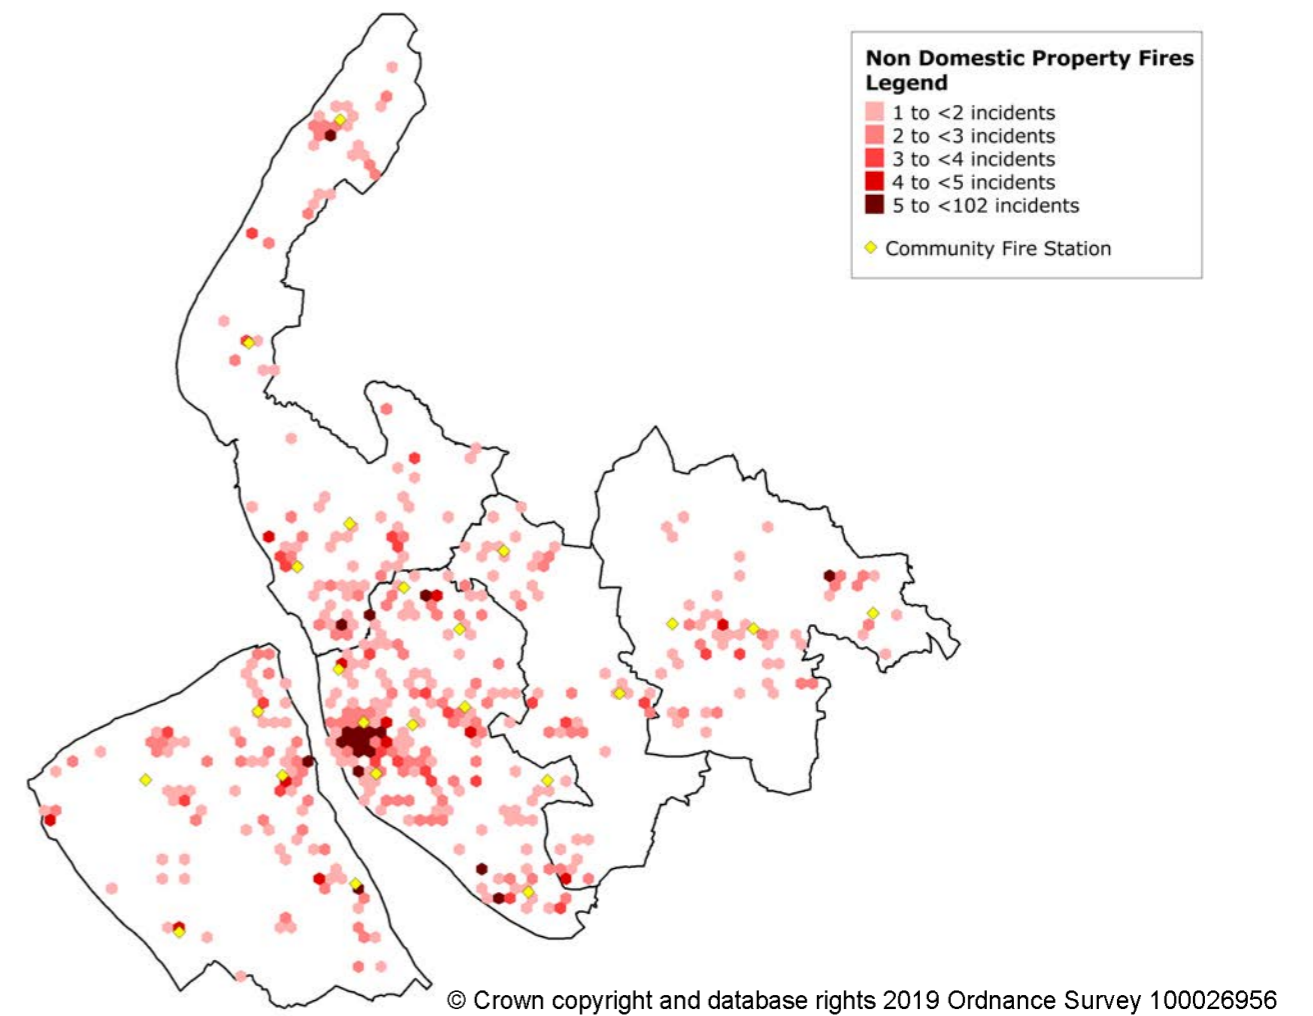 Non Domestic Property Fires
Legend
1 to <2 incidents
2 to <3 incidents
3 to <4 incidents
4 to <5 incidents
5 to <102 incidents
Community Fire Station
© Crown copyright and database rights 2019 Ordnance Survey 100026956